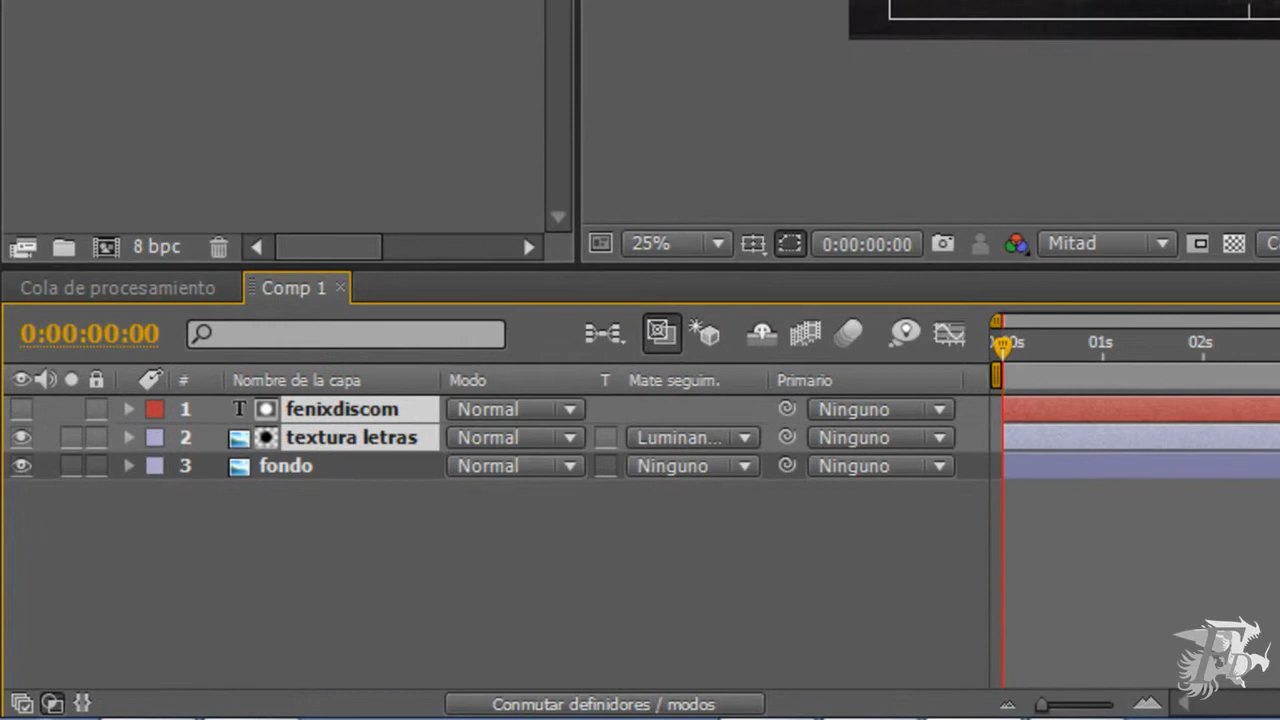 8 bpc
25%
0:00:00:00
Mitad
Cola de procesamiento
Comp 1
0:00:00:00
01s
02s
#
Nombre de la capa
Modo
T
Mate seguim.
Primario
1
T
fenixdiscom
Normal
Ninguno
2
textura letras
Normal
Luminan...
Ninguno
3
fondo
Normal
Ninguno
Ninguno
Conmutar definidores / modos